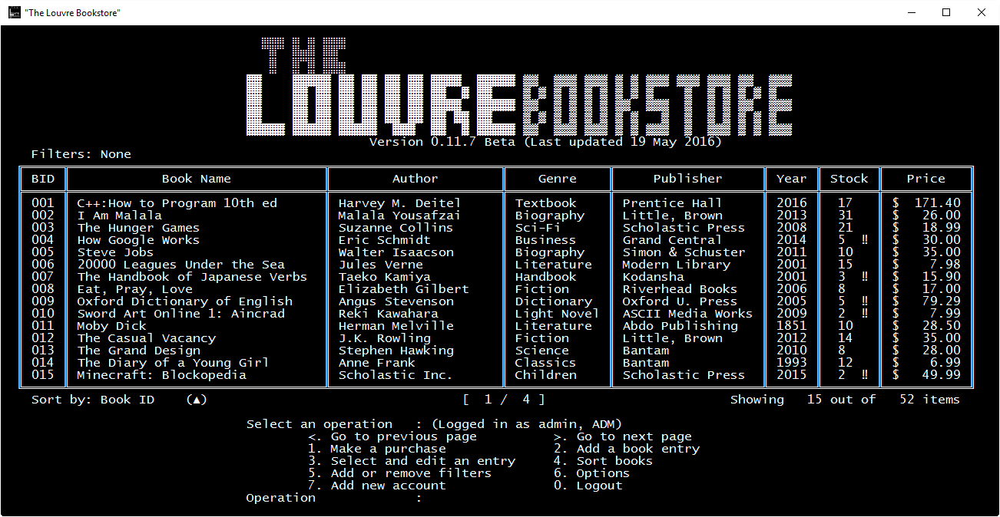 "The Louvre Bookstore"
THE
LOUVRE BOOKSTORE
Version 0.11.7 Beta (Last updated 19 May 2016)
Filters: None
BID Book Name Author Genre Publisher Year Stock Price
001 C++:How to Program 10th ed Harvey M. Deitel Textbook Prentice Hall 2016 17 $ 171.40
002 I Am Malala Malala Yousafzai Biography Little, Brown 2013 31 $ 26.00
003 The Hunger Games Suzanne Collins Sci-Fi Scholastic Press 2008 21 $ 18.99
004 How Google Works Eric Schmidt Business Grand Central 2014 5 ‼ $ 30.00
005 Steve Jobs Walter Isaacson Biography Simon & Schuster 2011 10 $ 35.00
006 20000 Leagues Under the Sea Jules Verne Literature Modern Library 2001 15 $ 7.98
007 The Handbook of Japanese Verbs Taeko Kamiya Handbook Kodansha 2001 3 ‼ $ 15.90
008 Eat, Pray, Love Elizabeth Gilbert Fiction Riverhead Books 2006 8 $ 17.00
009 Oxford Dictionary of English Angus Stevenson Dictionary Oxford U. Press 2005 5 ‼ $ 79.29
010 Sword Art Online 1: Aincrad Reki Kawahara Light Novel ASCII Media Works 2009 2 ‼ $ 7.99
011 Moby Dick Herman Melville Literature Abdo Publishing 1851 10 $ 28.50
012 The Casual Vacancy J.K. Rowling Fiction Little, Brown 2012 14 $ 35.00
013 The Grand Design Stephen Hawking Science Bantam 2010 8 $ 28.00
014 The Diary of a Young Girl Anne Frank Classics Bantam 1993 12 $ 6.99
015 Minecraft: Blockopedia Scholastic Inc. Children Scholastic Press 2015 2 ‼ $ 49.99
Sort by: Book ID (▲) [ 1 / 4 ] Showing 15 out of 52 items
Select an operation : (Logged in as admin, ADM)
<. Go to previous page >. Go to next page
1. Make a purchase 2. Add a book entry
3. Select and edit an entry 4. Sort books
5. Add or remove filters 6. Options
7. Add new account 0. Logout
Operation :